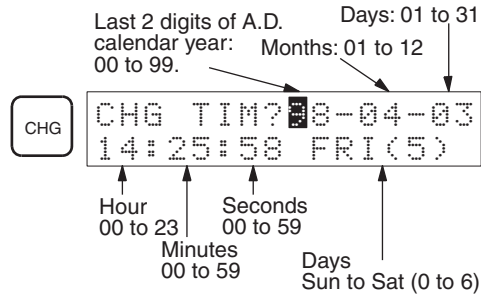 Last 2 digits of A.D.
calendar year:
00 to 99.
Months: 01 to 12
Days: 01 to 31
CHG
CHG TIM?98-04-03
14:25:58 FRI(5)
Hour
00 to 23
Minutes
00 to 59
Seconds
00 to 59
Days
Sun to Sat (0 to 6)